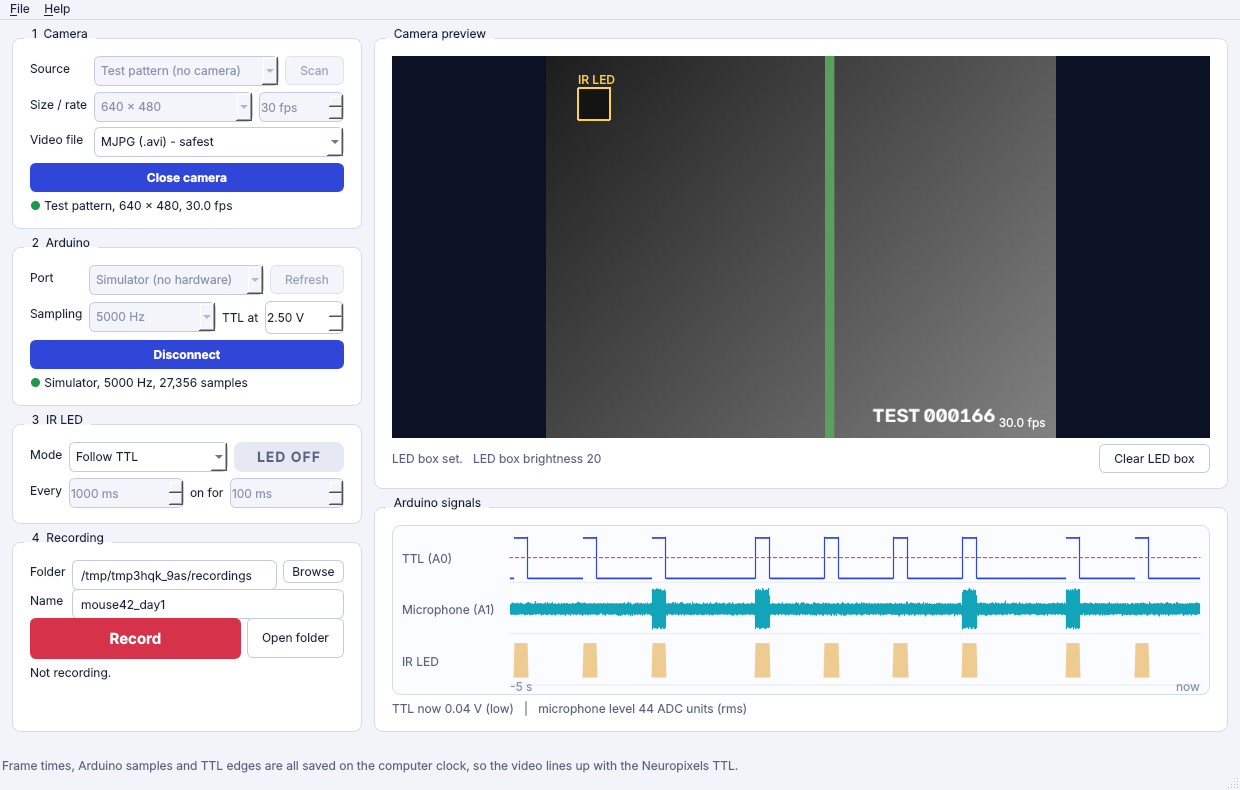 File Help
1 Camera
Source Test pattern (no camera) Scan
Size / rate 640 × 480 30 fps
Video file MJPG (.avi) - safest
Close camera
Test pattern, 640 × 480, 30.0 fps
2 Arduino
Port Simulator (no hardware) Refresh
Sampling 5000 Hz TTL at 2.50 V
Disconnect
Simulator, 5000 Hz, 27,356 samples
3 IR LED
Mode Follow TTL LED OFF
Every 1000 ms on for 100 ms
4 Recording
Folder /tmp/tmp3hqk_9as/recordings Browse
Name mouse42_day1
Record Open folder
Not recording.
Camera preview
IR LED
TEST 000166 30.0 fps
LED box set. LED box brightness 20 Clear LED box
Arduino signals
TTL (A0)
Microphone (A1)
IR LED
-5 s now
TTL now 0.04 V (low) | microphone level 44 ADC units (rms)
Frame times, Arduino samples and TTL edges are all saved on the computer clock, so the video lines up with the Neuropixels TTL.